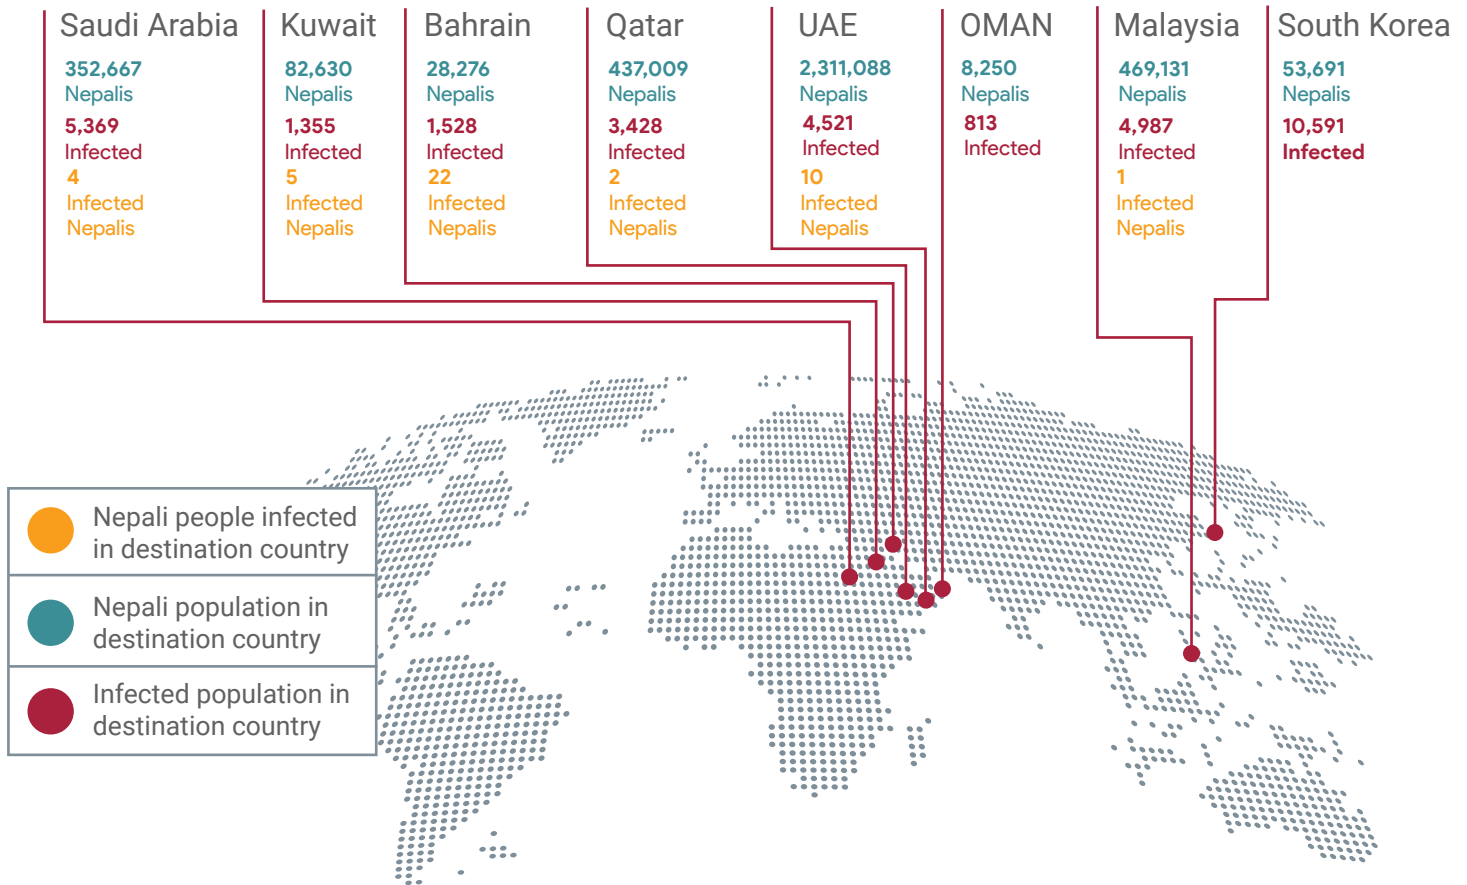 Saudi Arabia
352,667
Nepalis
5,369
Infected
4
Infected
Nepalis
Kuwait
82,630
Nepalis
1,355
Infected
5
Infected
Nepalis
Bahrain
28,276
Nepalis
1,528
Infected
22
Infected
Nepalis
Qatar
437,009
Nepalis
3,428
Infected
2
Infected
Nepalis
UAE
2,311,088
Nepalis
4,521
Infected
10
Infected
Nepalis
OMAN
8,250
Nepalis
813
Infected
Malaysia
469,131
Nepalis
4,987
Infected
1
Infected
Nepalis
South Korea
53,691
Nepalis
10,591
Infected
Nepali people infected
in destination country
Nepali population in
destination country
Infected population in
destination country